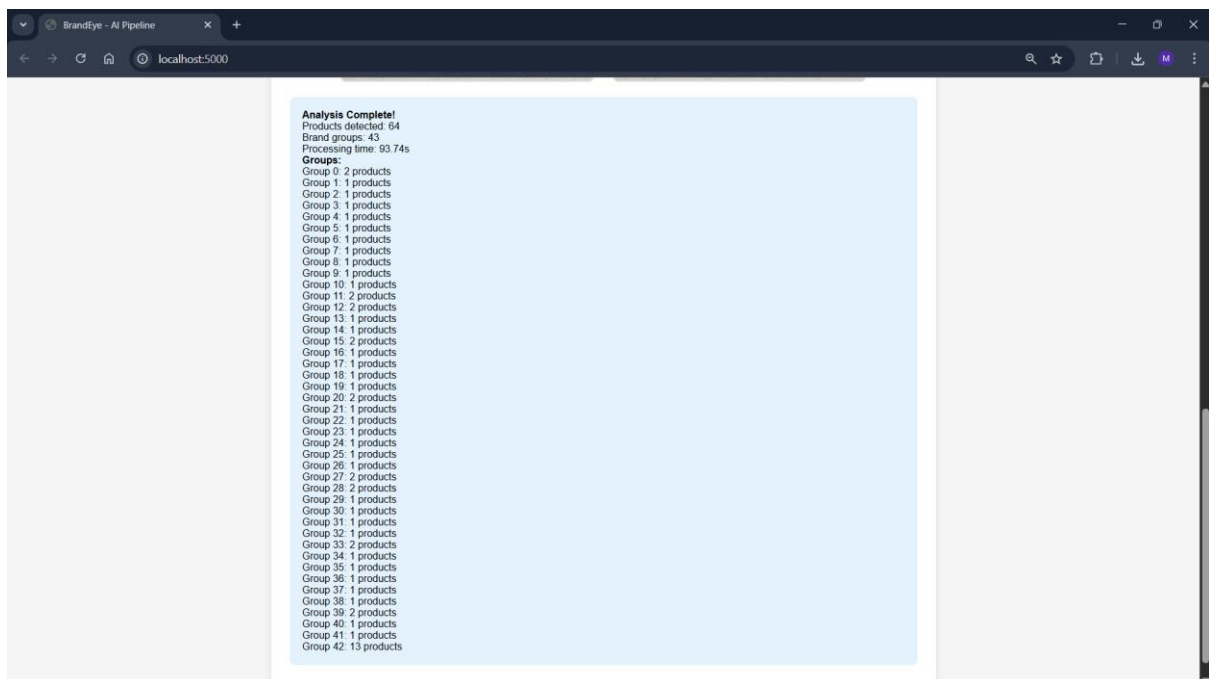 BrandEye - AI Pipeline
localhost:5000
M
Analysis Complete!
Products detected: 64
Brand groups: 43
Processing time: 93.74s
Groups:
Group 0: 2 products
Group 1: 1 products
Group 2: 1 products
Group 3: 1 products
Group 4: 1 products
Group 5: 1 products
Group 6: 1 products
Group 7: 1 products
Group 8: 1 products
Group 9: 1 products
Group 10: 1 products
Group 11: 2 products
Group 12: 2 products
Group 13: 1 products
Group 14: 1 products
Group 15: 2 products
Group 16: 1 products
Group 17: 1 products
Group 18: 1 products
Group 19: 1 products
Group 20: 2 products
Group 21: 1 products
Group 22: 1 products
Group 23: 1 products
Group 24: 1 products
Group 25: 1 products
Group 26: 1 products
Group 27: 2 products
Group 28: 2 products
Group 29: 1 products
Group 30: 1 products
Group 31: 1 products
Group 32: 1 products
Group 33: 2 products
Group 34: 1 products
Group 35: 1 products
Group 36: 1 products
Group 37: 1 products
Group 38: 1 products
Group 39: 2 products
Group 40: 1 products
Group 41: 1 products
Group 42: 13 products